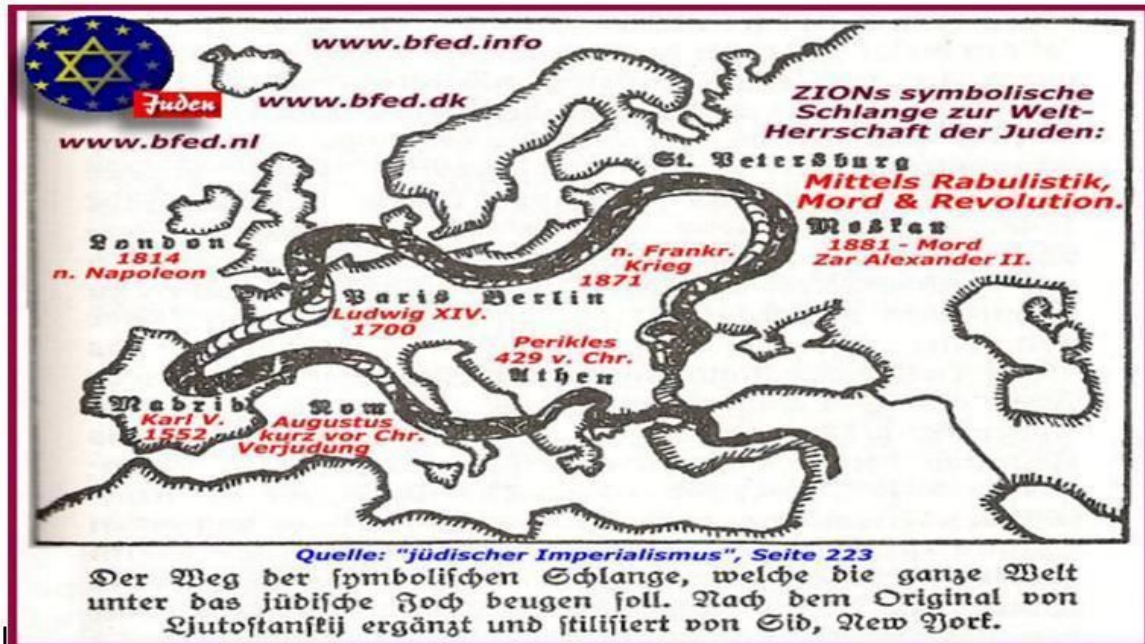 www.bfed.info
Juden
www.bfed.dk
www.bfed.nl
ZIONs symbolische
Schlange zur Welt-
Herrschaft der Juden:
St. Petersburg
Mittels Rabulistik,
Mord & Revolution.
Moskau
1881 - Mord
Zar Alexander II.
London
1814
n. Napoleon
n. Frankr.
Krieg
1871
Paris Berlin
Ludwig XIV.
1700
Perikles
429 v. Chr.
Athen
Madrid
Karl V.
1552
Rom
Augustus
kurz vor Chr.
Verjudung
Quelle: "jüdischer Imperialismus", Seite 223
Der Weg der symbolischen Schlange, welche die ganze Welt
unter das jüdische Joch beugen soll. Nach dem Original von
Ljutostanskij ergänzt und stilisiert von Sid, New York.